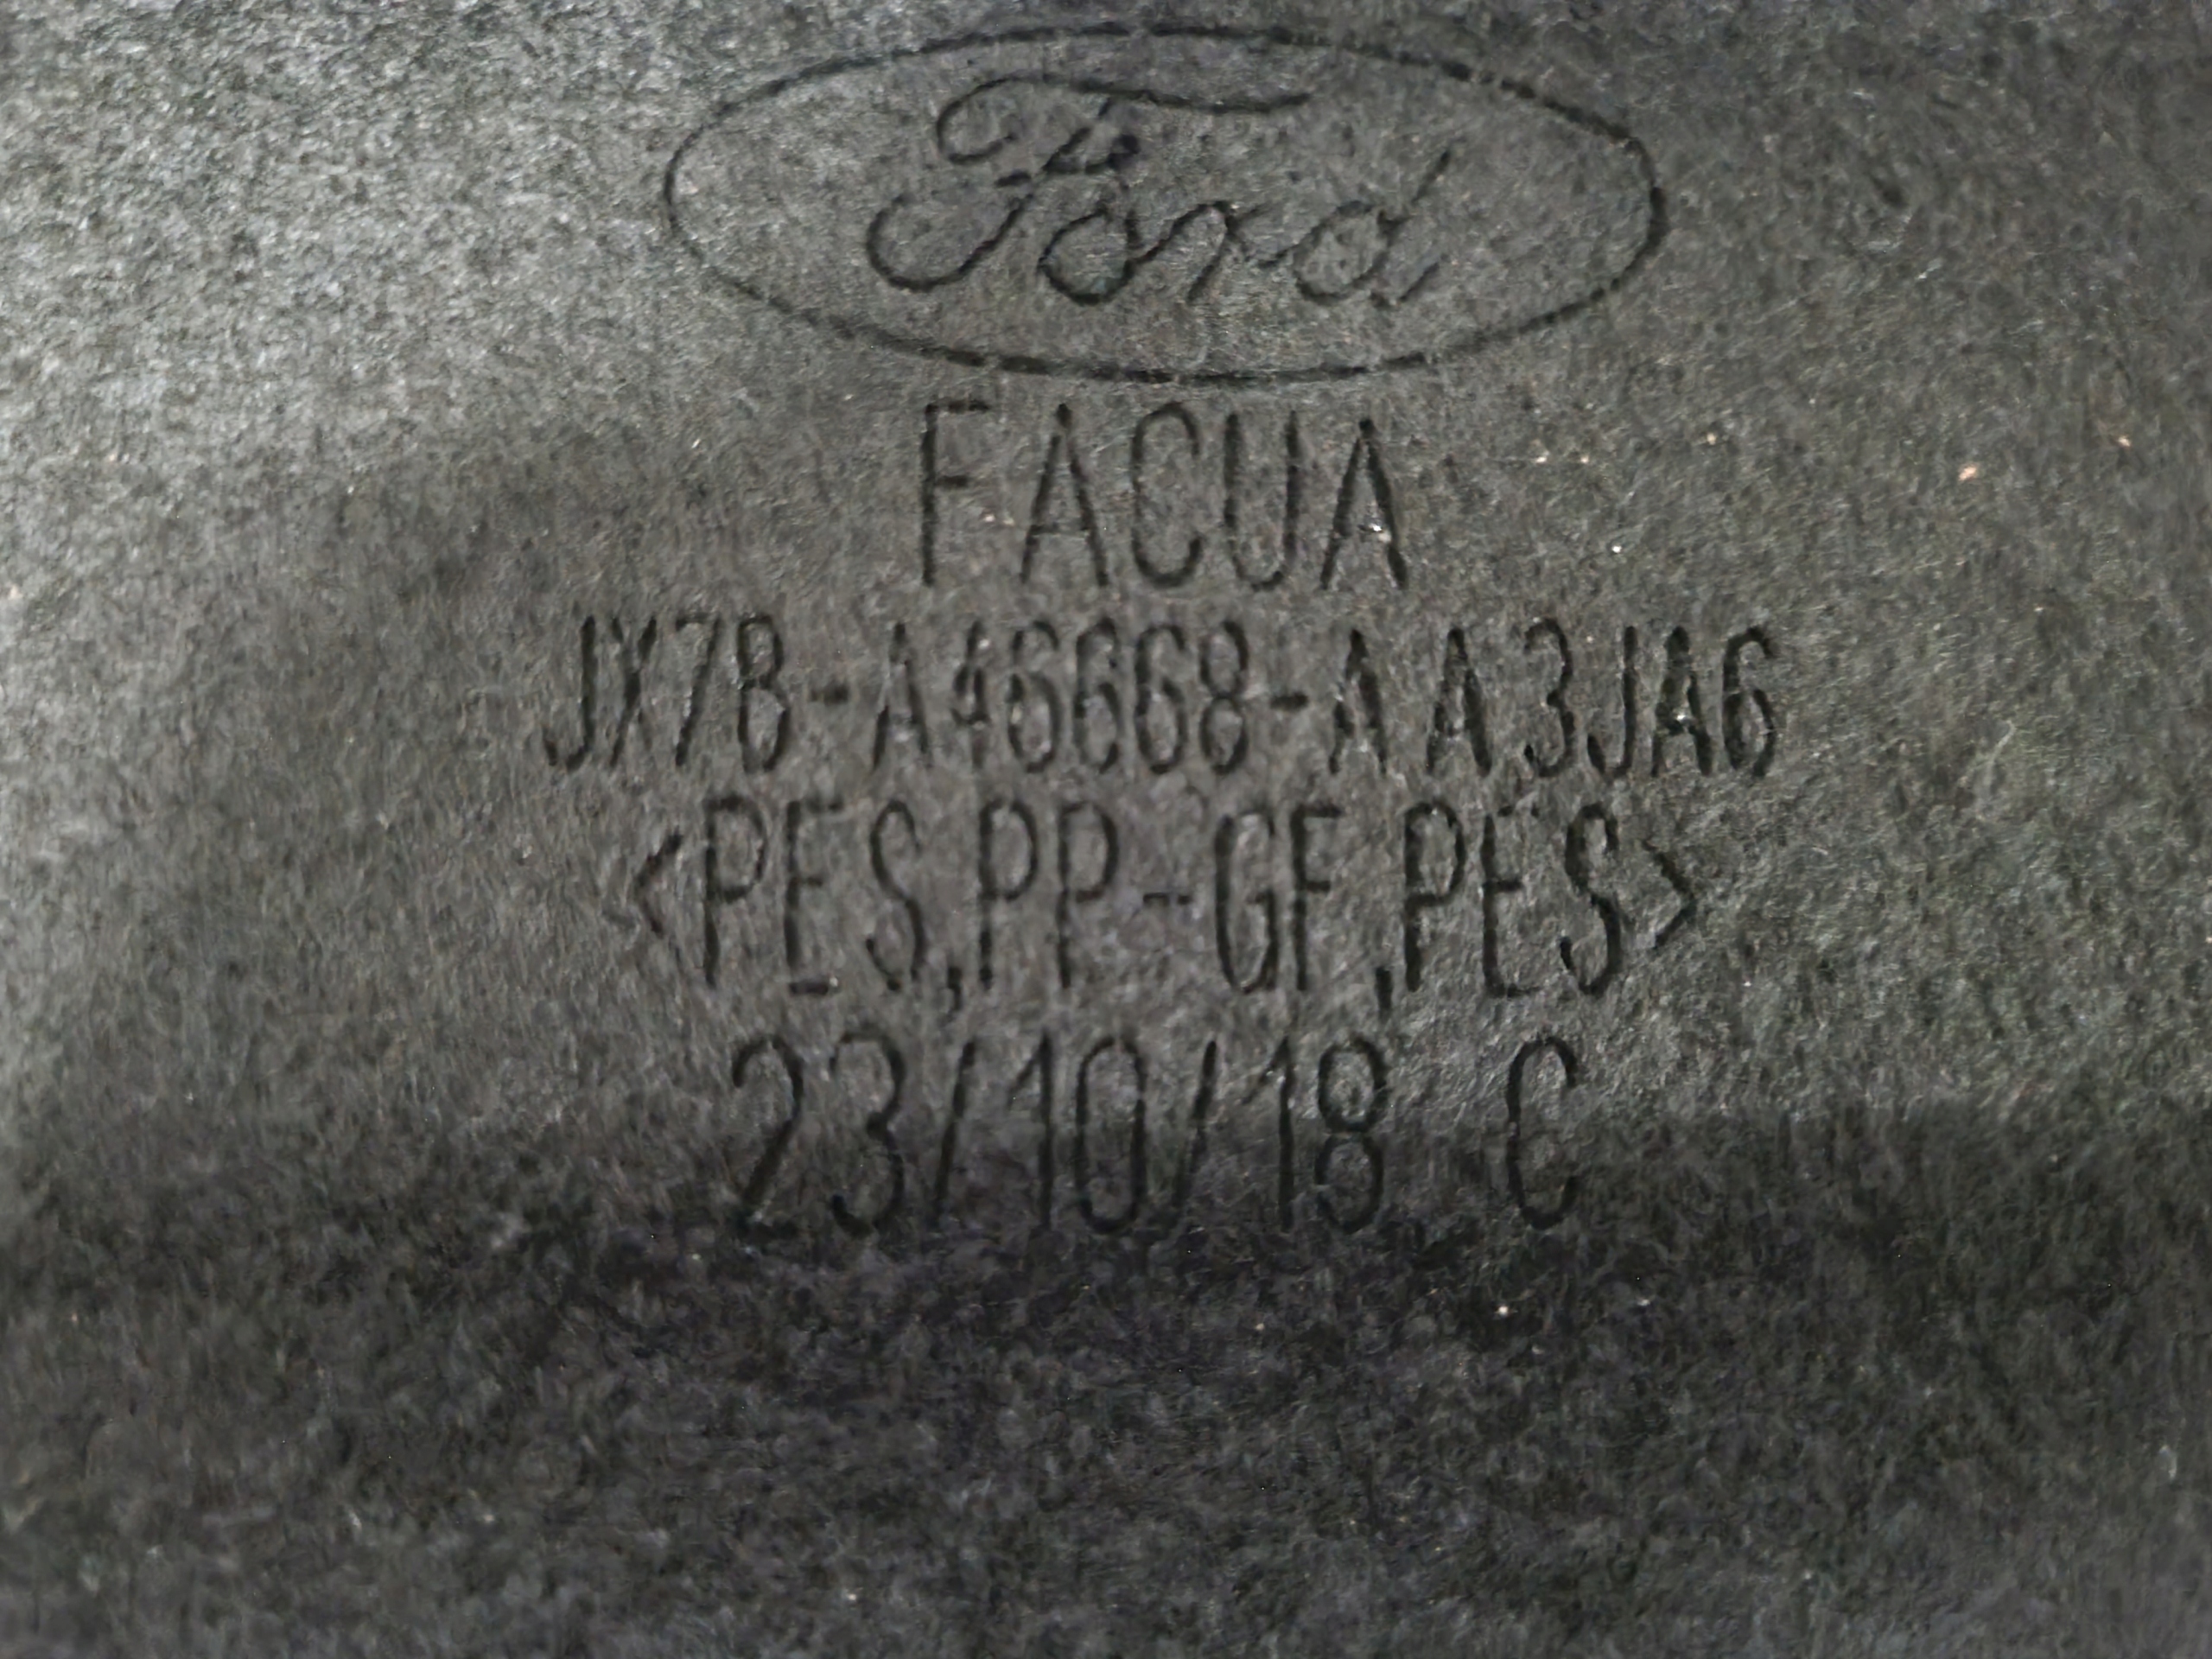 Ford
FACUA
JX7B-A46668-AA3JA6
<PES,PP-GF,PES>
23/10/18 C